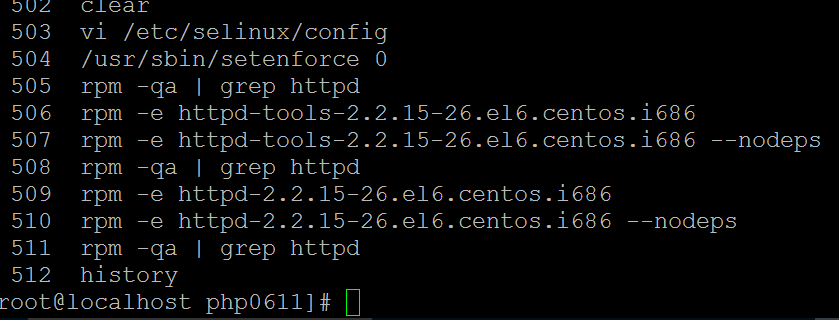 502 clear
503 vi /etc/selinux/config
504 /usr/sbin/setenforce 0
505 rpm -qa | grep httpd
506 rpm -e httpd-tools-2.2.15-26.el6.centos.i686
507 rpm -e httpd-tools-2.2.15-26.el6.centos.i686 --nodeps
508 rpm -qa | grep httpd
509 rpm -e httpd-2.2.15-26.el6.centos.i686
510 rpm -e httpd-2.2.15-26.el6.centos.i686 --nodeps
511 rpm -qa | grep httpd
512 history
root@localhost php0611]#